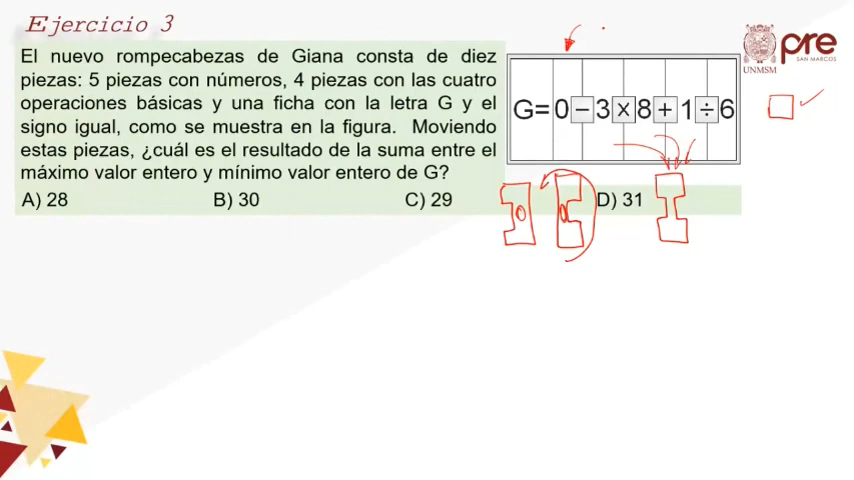 Ejercicio 3
El nuevo rompecabezas de Giana consta de diez
piezas: 5 piezas con números, 4 piezas con las cuatro
operaciones básicas y una ficha con la letra G y el
signo igual, como se muestra en la figura. Moviendo
estas piezas, ¿cuál es el resultado de la suma entre el
máximo valor entero y mínimo valor entero de G?
A) 28 B) 30 C) 29 D) 31
G=0−3×8+1÷6
UNMSM
pre
SAN MARCOS
0 0